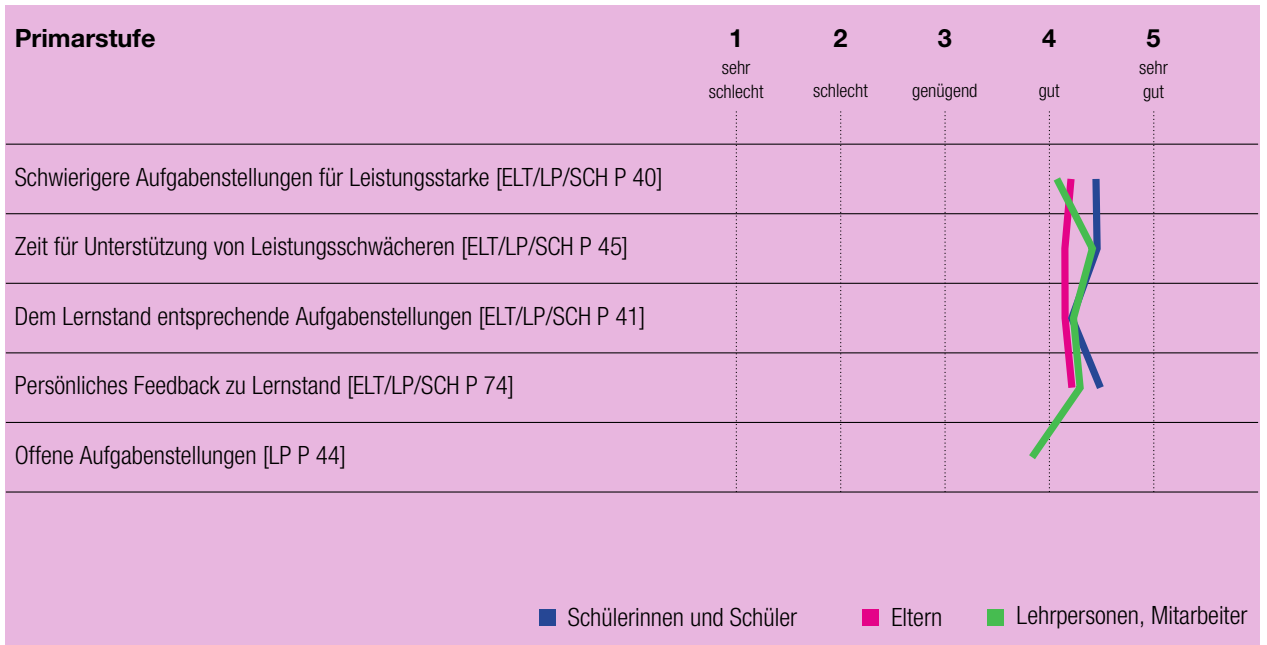 Primarstufe 1 2 3 4 5
sehr sehr
schlecht schlecht genügend gut gut
Schwierigere Aufgabenstellungen für Leistungsstarke [ELT/LP/SCH P 40]
Zeit für Unterstützung von Leistungsschwächeren [ELT/LP/SCH P 45]
Dem Lernstand entsprechende Aufgabenstellungen [ELT/LP/SCH P 41]
Persönliches Feedback zu Lernstand [ELT/LP/SCH P 74]
Offene Aufgabenstellungen [LP P 44]
Schülerinnen und Schüler Eltern Lehrpersonen, Mitarbeiter